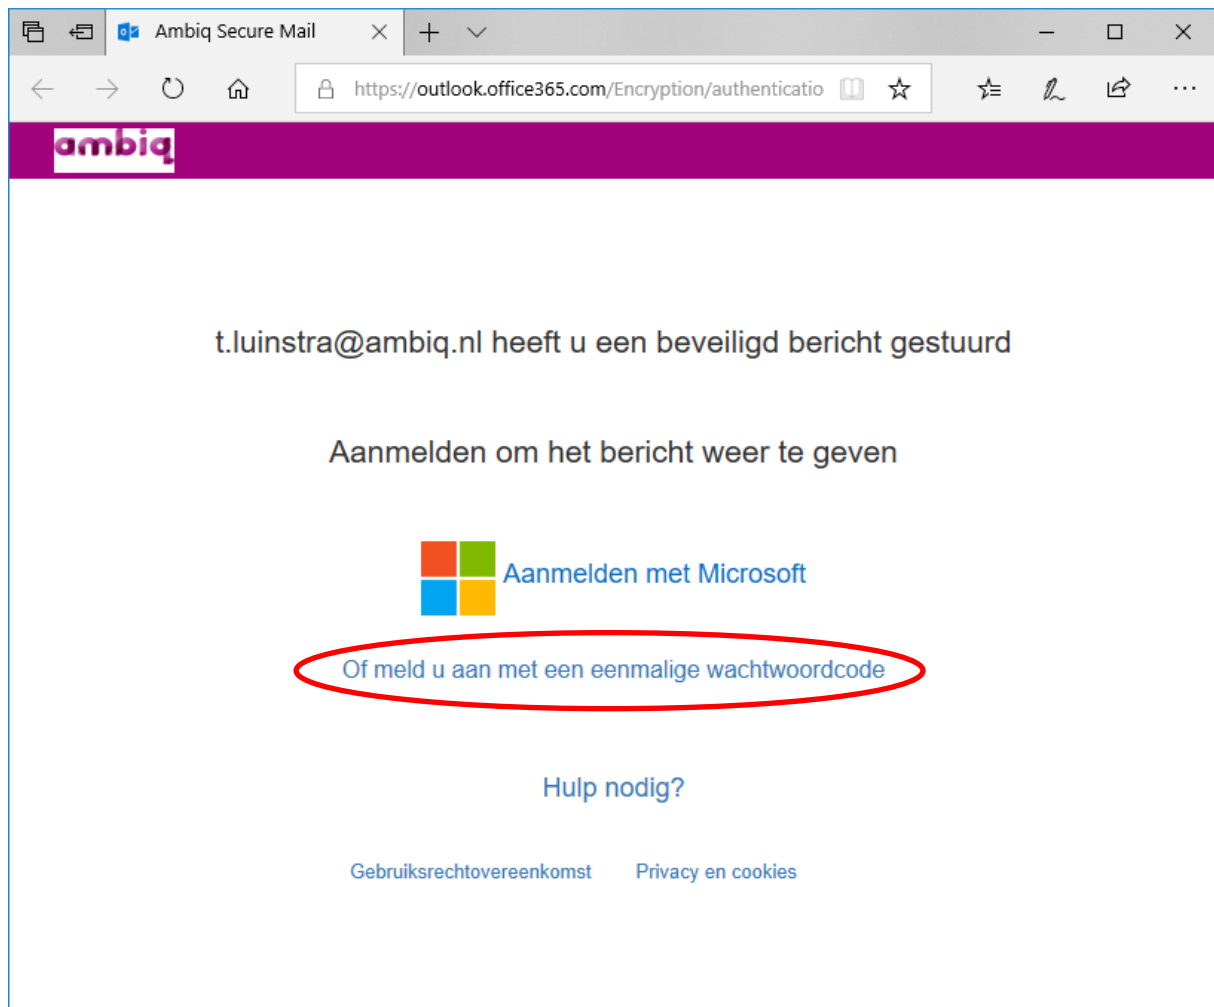 Ambiq Secure Mail
https://outlook.office365.com/Encryption/authenticatio
ambiq
t.luinstra@ambiq.nl heeft u een beveiligd bericht gestuurd
Aanmelden om het bericht weer te geven
Aanmelden met Microsoft
Of meld u aan met een eenmalige wachtwoordcode
Hulp nodig?
Gebruiksrechtovereenkomst Privacy en cookies